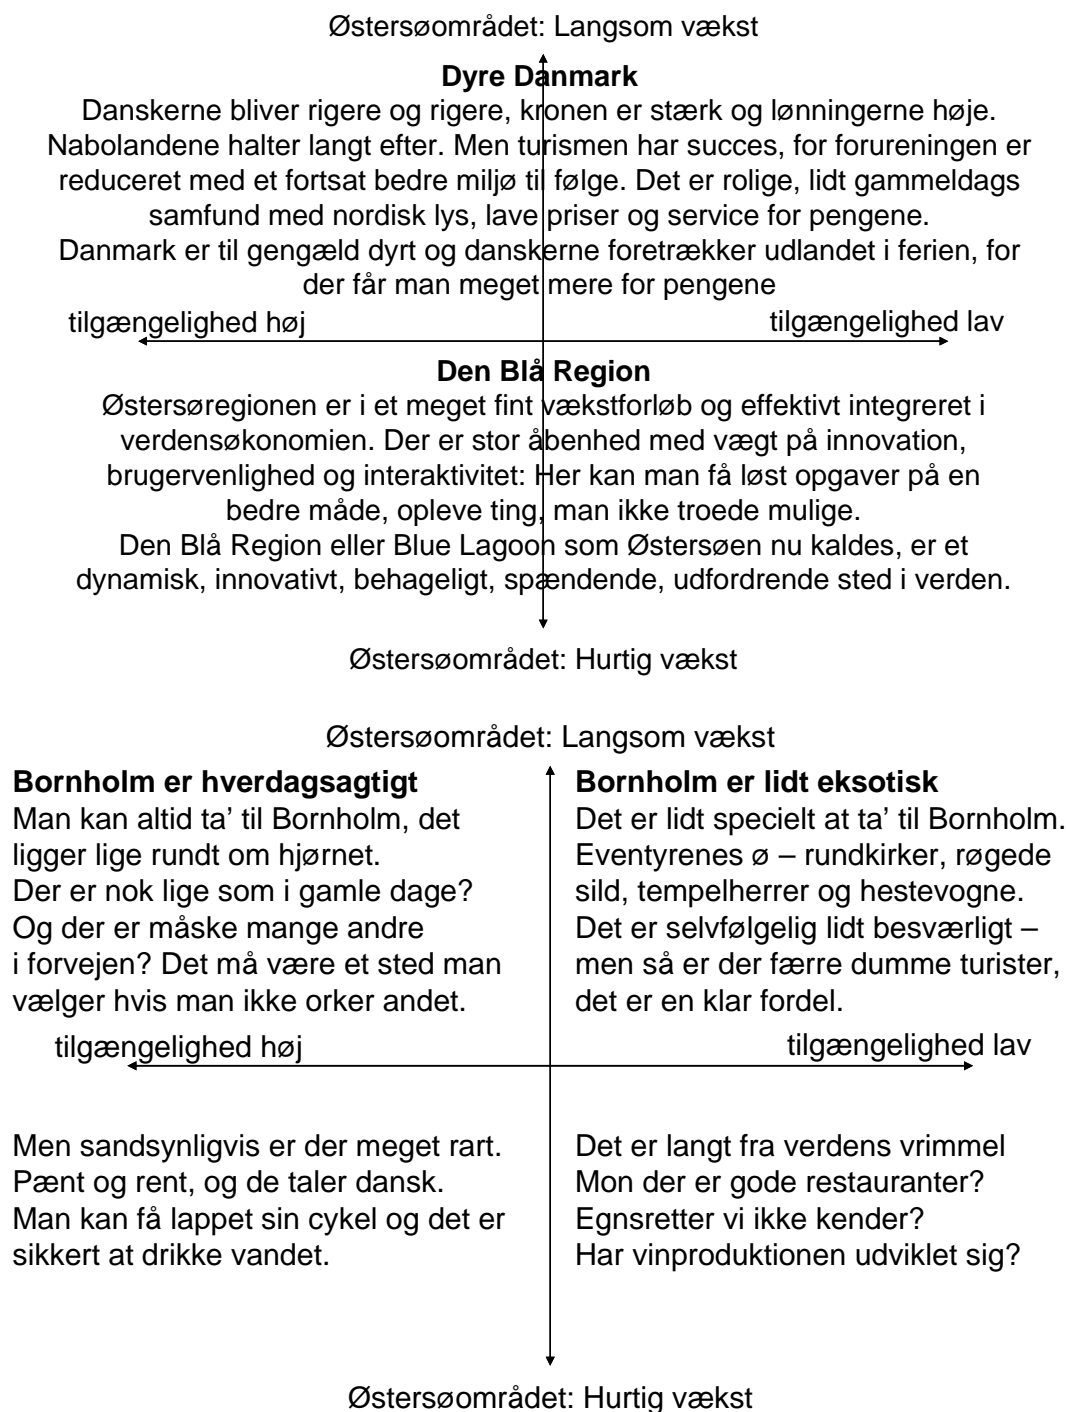 Østersøområdet: Langsom vækst
Dyre Danmark
Danskerne bliver rigere og rigere, kronen er stærk og lønningerne høje.
Nabolandene halter langt efter. Men turismen har succes, for forureningen er
reduceret med et fortsat bedre miljø til følge. Det er rolige, lidt gammeldags
samfund med nordisk lys, lave priser og service for pengene.
Danmark er til gengæld dyrt og danskerne foretrækker udlandet i ferien, for
der får man meget mere for pengene
tilgængelighed høj
tilgængelighed lav
Den Blå Region
Østersøregionen er i et meget fint vækstforløb og effektivt integreret i
verdensøkonomien. Der er stor åbenhed med vægt på innovation,
brugervenlighed og interaktivitet: Her kan man få løst opgaver på en
bedre måde, opleve ting, man ikke troede mulige.
Den Blå Region eller Blue Lagoon som Østersøen nu kaldes, er et
dynamisk, innovativt, behageligt, spændende, udfordrende sted i verden.
Østersøområdet: Hurtig vækst
Østersøområdet: Langsom vækst
Bornholm er hverdagsagtigt
Man kan altid ta’ til Bornholm, det
ligger lige rundt om hjørnet.
Der er nok lige som i gamle dage?
Og der er måske mange andre
i forvejen? Det må være et sted man
vælger hvis man ikke orker andet.
Bornholm er lidt eksotisk
Det er lidt specielt at ta’ til Bornholm.
Eventyrenes ø – rundkirker, røgede
sild, tempelherrer og hestevogne.
Det er selvfølgelig lidt besværligt –
men så er der færre dumme turister,
det er en klar fordel.
tilgængelighed høj
tilgængelighed lav
Men sandsynligvis er der meget rart.
Pænt og rent, og de taler dansk.
Man kan få lappet sin cykel og det er
sikkert at drikke vandet.
Det er langt fra verdens vrimmel
Mon der er gode restauranter?
Egnsretter vi ikke kender?
Har vinproduktionen udviklet sig?
Østersøområdet: Hurtig vækst